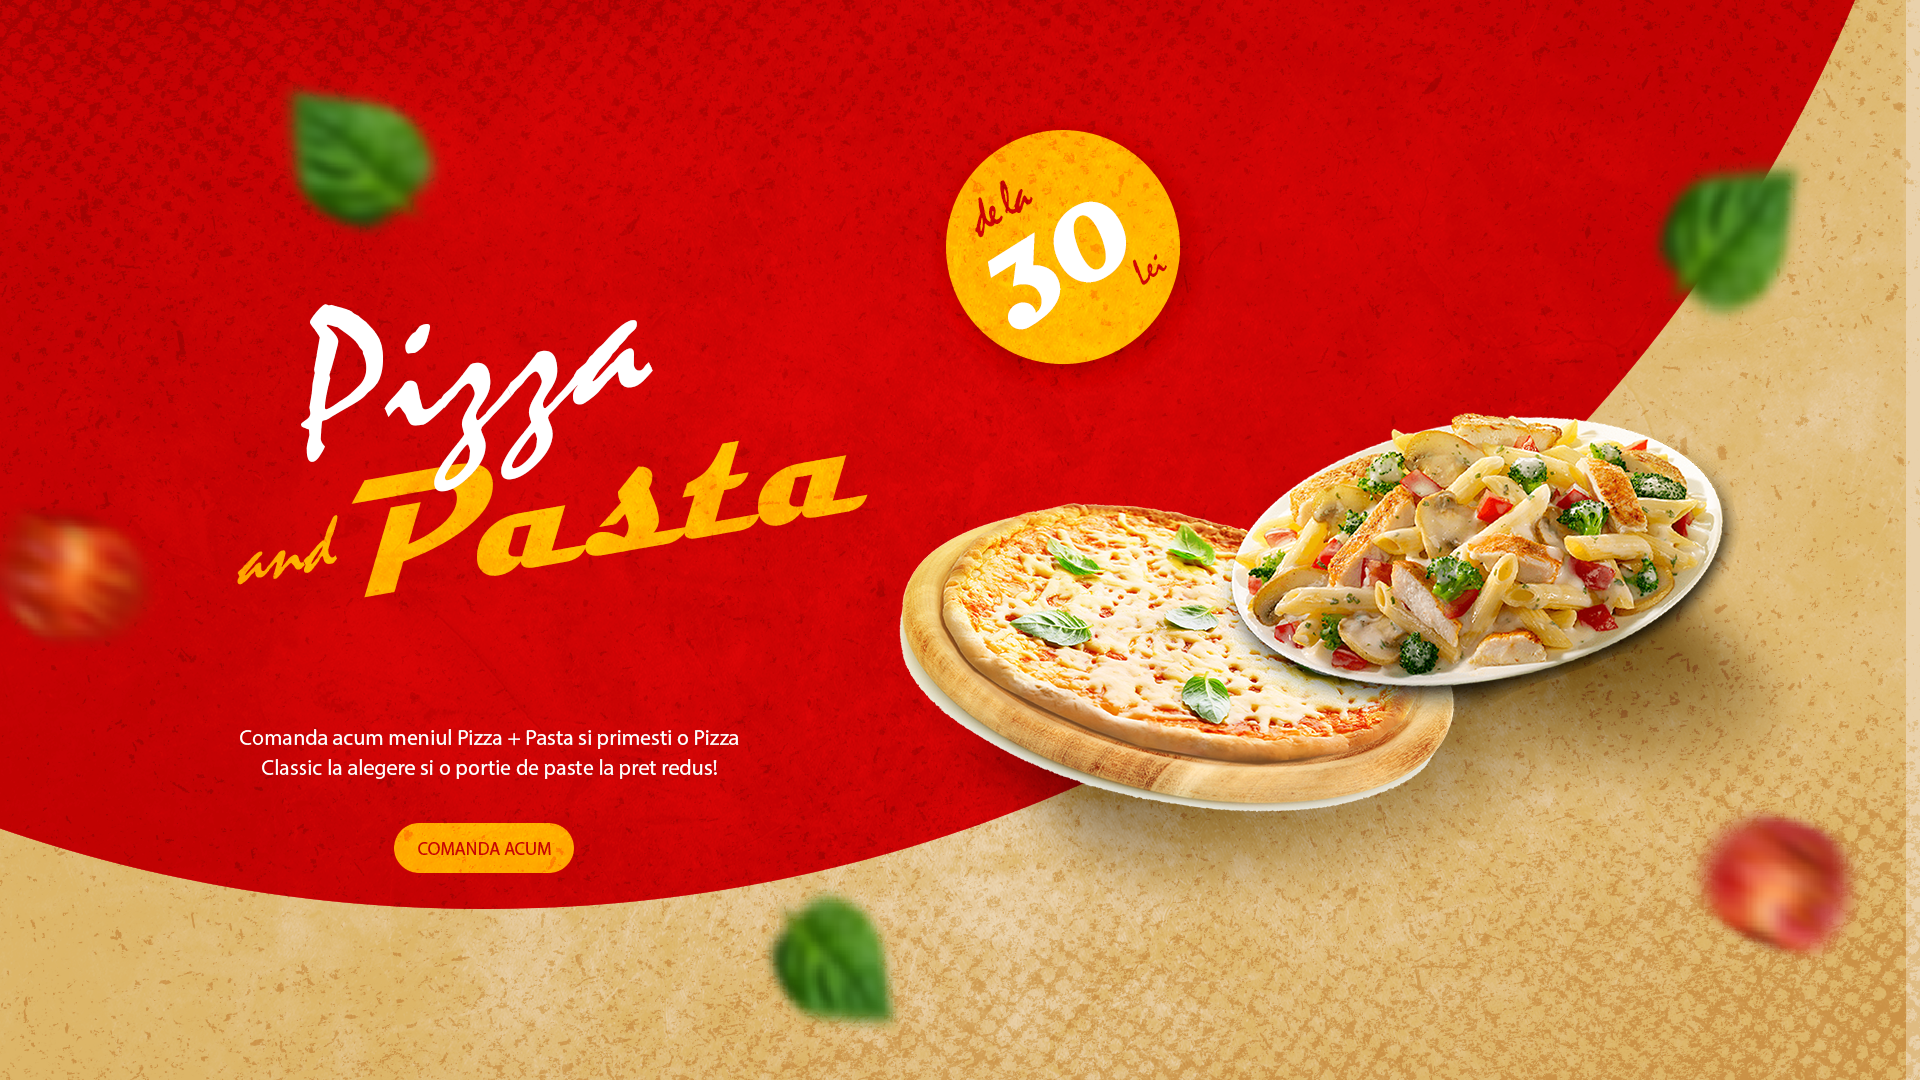 de la
30
Lei
Pizza
and Pasta
Comanda acum meniul Pizza + Pasta si primesti o Pizza
Classic la alegere si o portie de paste la pret redus!
COMANDA ACUM